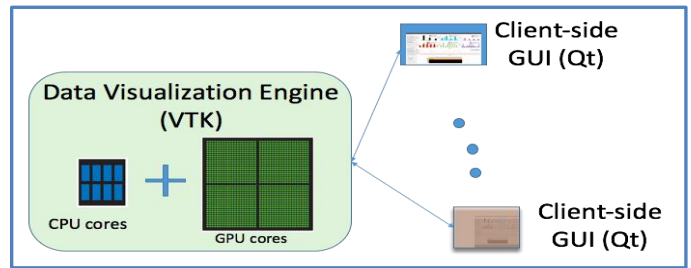 Client-side
GUI (Qt)
Data Visualization Engine
(VTK)
CPU cores
GPU cores
Client-side
GUI (Qt)